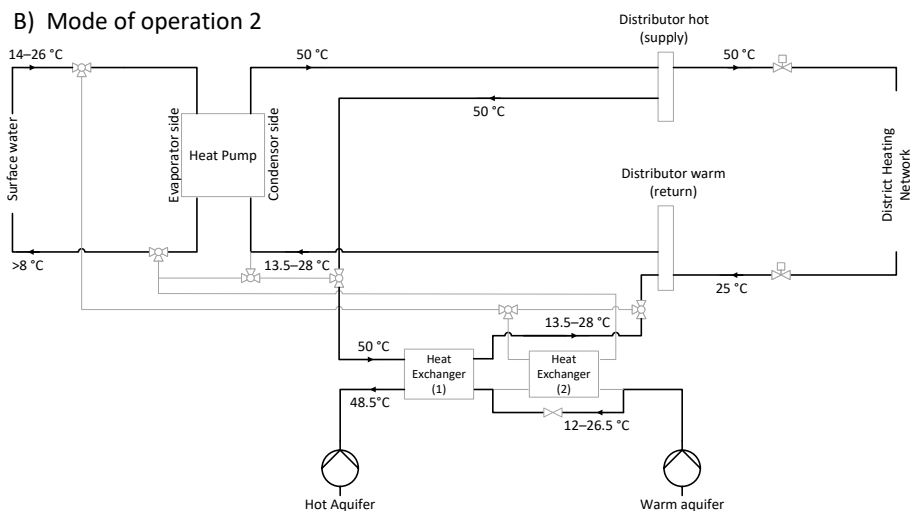 B) Mode of operation 2
Distributor hot
(supply)
14–26 °C
50 °C
50 °C
50 °C
Surface water
Evaporator side
Heat Pump
Condensor side
Distributor warm
(return)
District Heating
Network
>8 °C
13.5–28 °C
25 °C
13.5–28 °C
50 °C
Heat
Exchanger
(1)
Heat
Exchanger
(2)
48.5°C
12–26.5 °C
Hot Aquifer
Warm aquifer